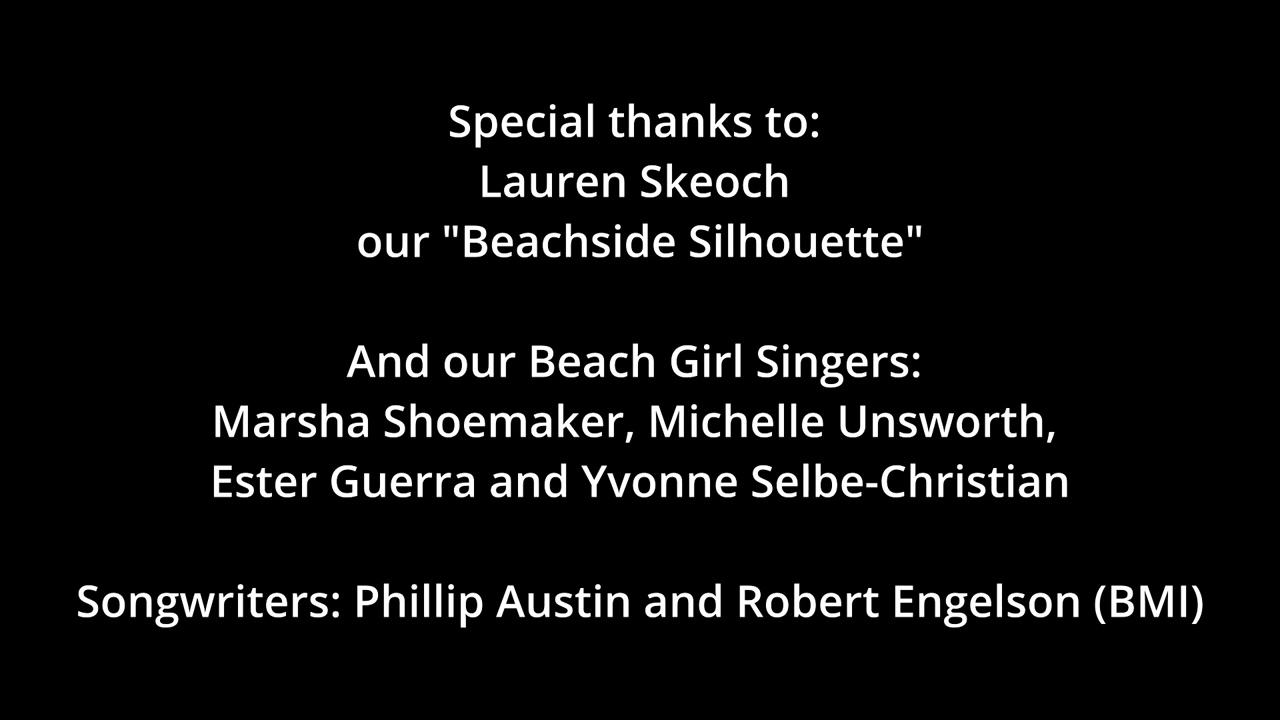 Special thanks to:
Lauren Skeoch
our "Beachside Silhouette"
And our Beach Girl Singers:
Marsha Shoemaker, Michelle Unsworth,
Ester Guerra and Yvonne Selbe-Christian
Songwriters: Phillip Austin and Robert Engelson (BMI)